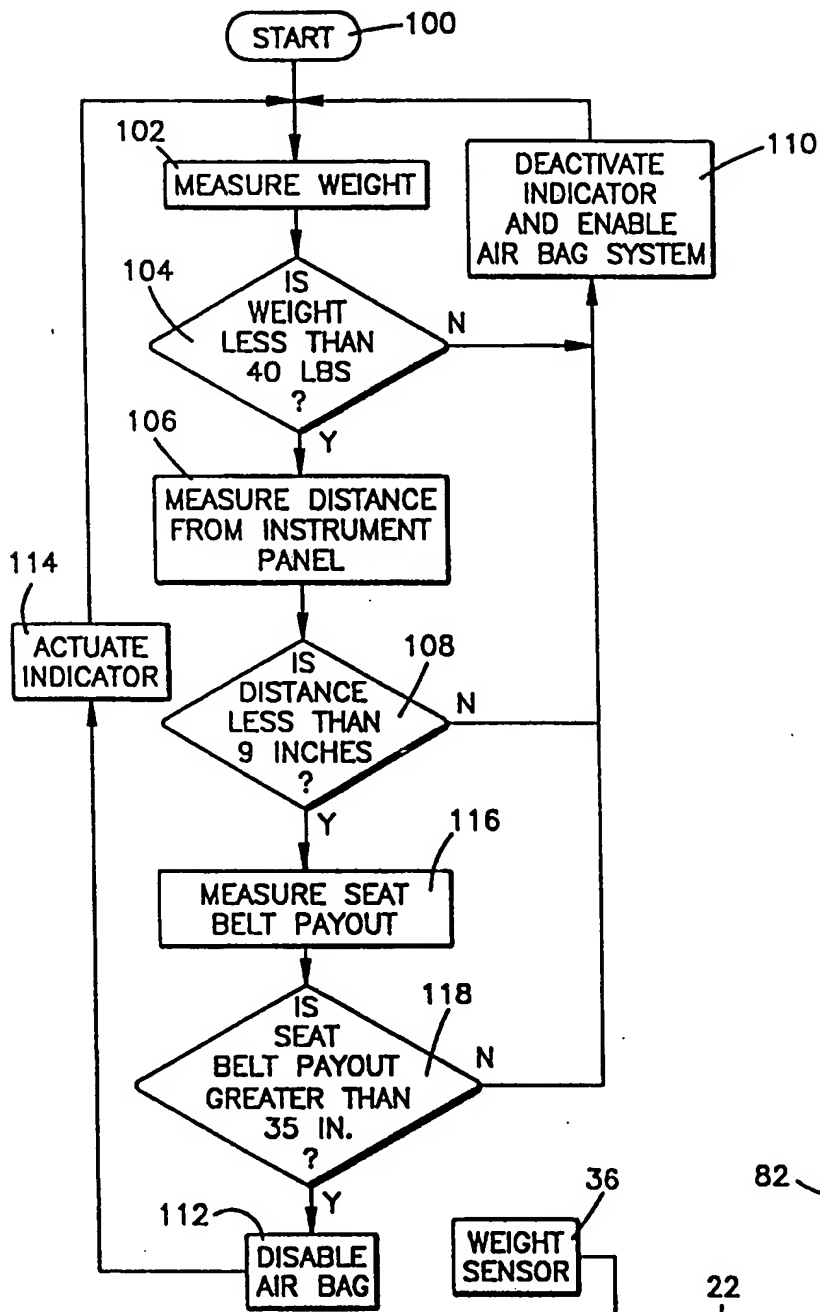 START
100
102
MEASURE WEIGHT
DEACTIVATE
INDICATOR
AND ENABLE
AIR BAG SYSTEM
110
104
IS
WEIGHT
LESS THAN
40 LBS
?
N
Y
106
MEASURE DISTANCE
FROM INSTRUMENT
PANEL
114
ACTUATE
INDICATOR
IS
DISTANCE
LESS THAN
9 INCHES
?
108
N
Y
116
MEASURE SEAT
BELT PAYOUT
IS
SEAT
BELT PAYOUT
GREATER THAN
35 IN.
?
118
N
Y
112
DISABLE
AIR BAG
36
WEIGHT
SENSOR
82
22